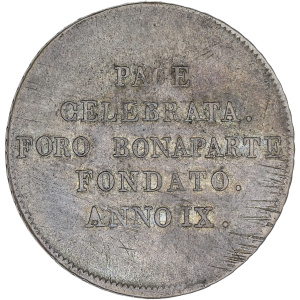 PACE
CELEBRATA.
FORO BONAPARTE
FONDATO.
ANNO IX.